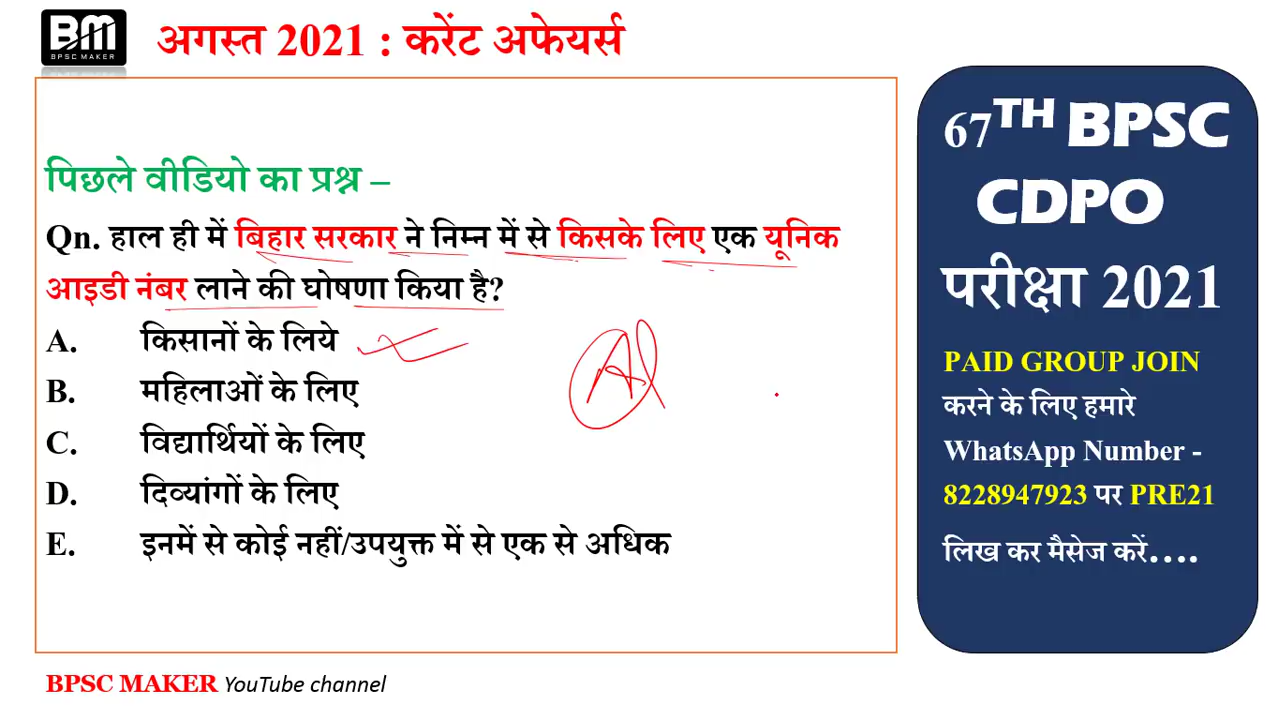 BM
BPSC MAKER
अगस्त 2021 : करेंट अफेयर्स
पिछले वीडियो का प्रश्न –
Qn. हाल ही में बिहार सरकार ने निम्न में से किसके लिए एक यूनिक
आइडी नंबर लाने की घोषणा किया है?
A. किसानों के लिये
B. महिलाओं के लिए
C. विद्यार्थियों के लिए
D. दिव्यांगों के लिए
E. इनमें से कोई नहीं/उपयुक्त में से एक से अधिक
67TH BPSC
CDPO
परीक्षा 2021
PAID GROUP JOIN
करने के लिए हमारे
WhatsApp Number -
8228947923 पर PRE21
लिख कर मैसेज करें....
BPSC MAKER YouTube channel